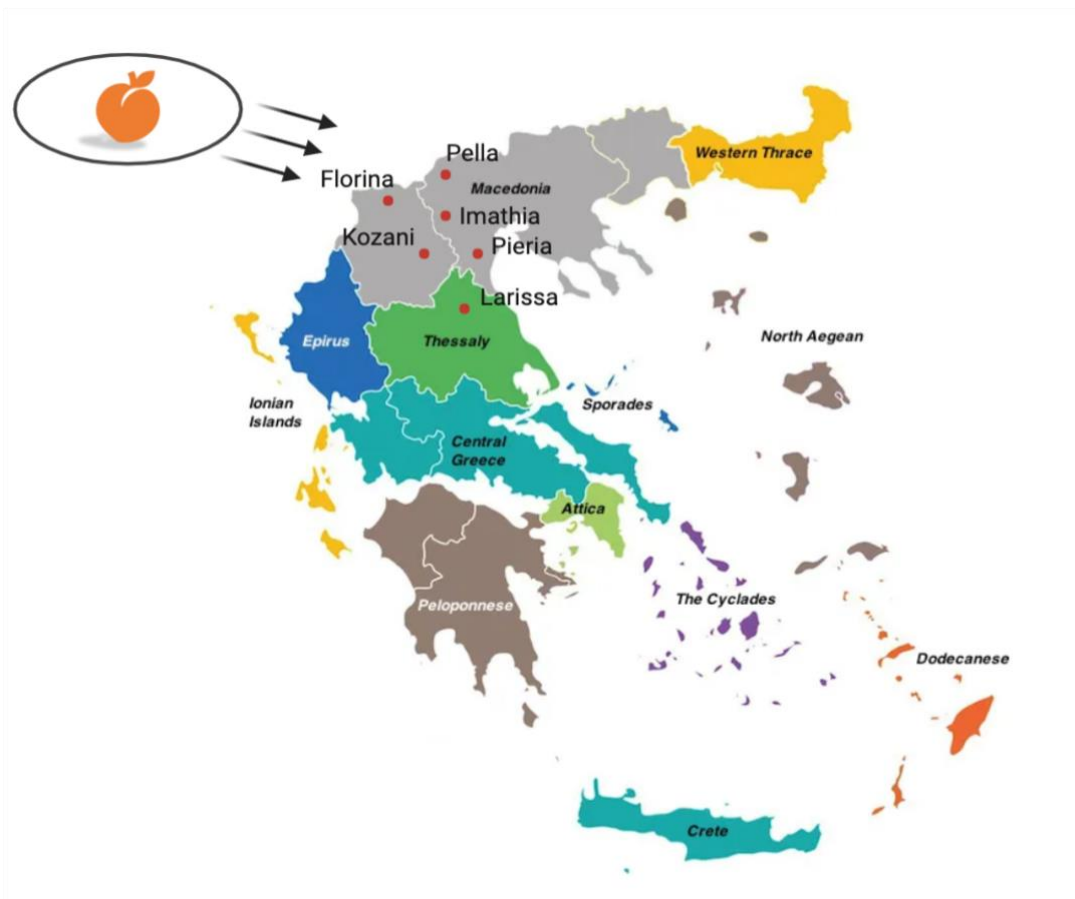 Pella
Western Thrace
Florina
Macedonia
Imathia
Kozani
Pieria
Larissa
Epirus
Thessaly
North Aegean
Ionian
Islands
Sporades
Central
Greece
Attica
The Cyclades
Peloponnese
Dodecanese
Crete